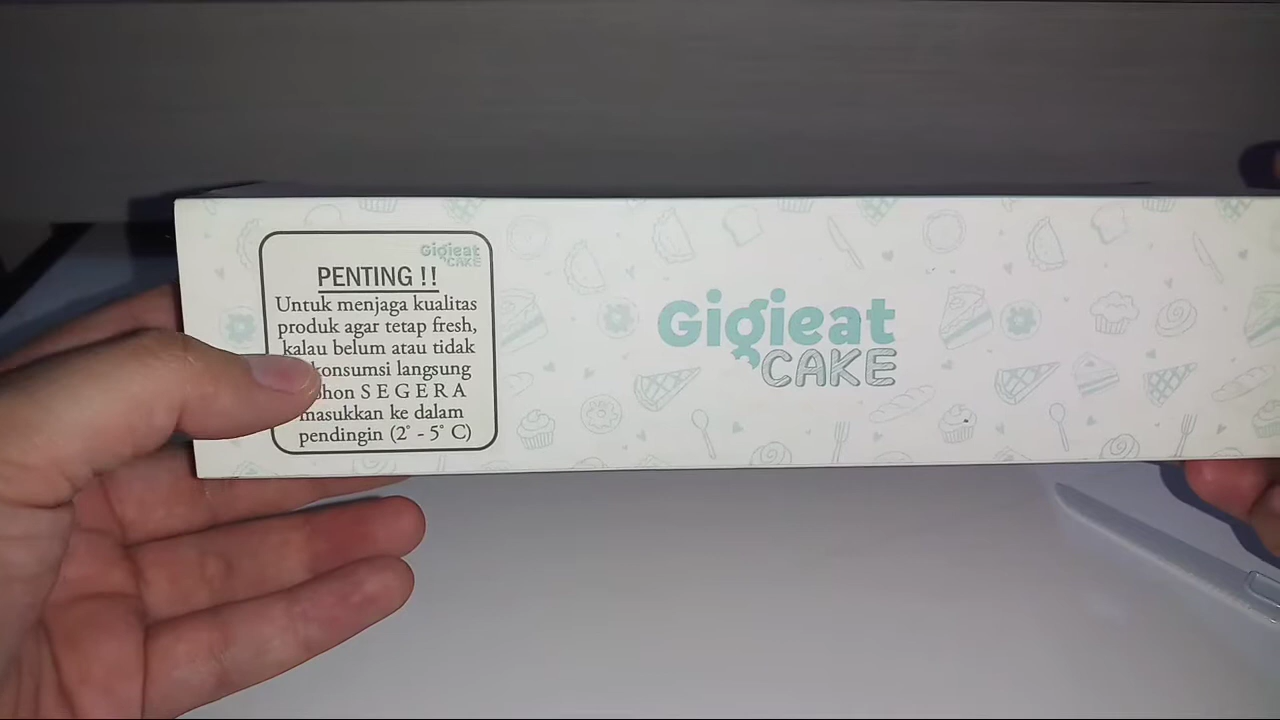 Gigieat
CAKE
PENTING !!
Untuk menjaga kualitas
produk agar tetap fresh,
kalau belum atau tidak
konsumsi langsung
S E G E R A
masukkan ke dalam
pendingin (2° - 5° C)
Gigieat
CAKE